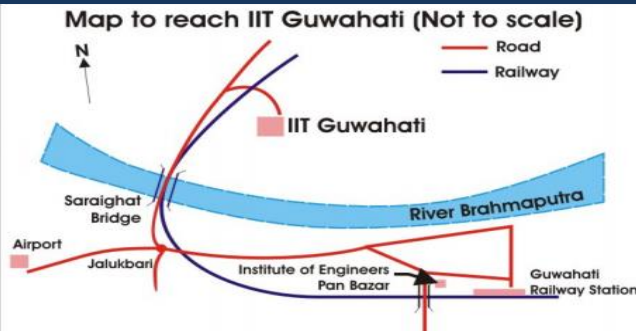 Map to reach IIT Guwahati (Not to scale)
N
Road
Railway
IIT Guwahati
Saraighat
Bridge
River Brahmaputra
Airport
Jalukbari
Institute of Engineers
Pan Bazar
Guwahati
Railway Station